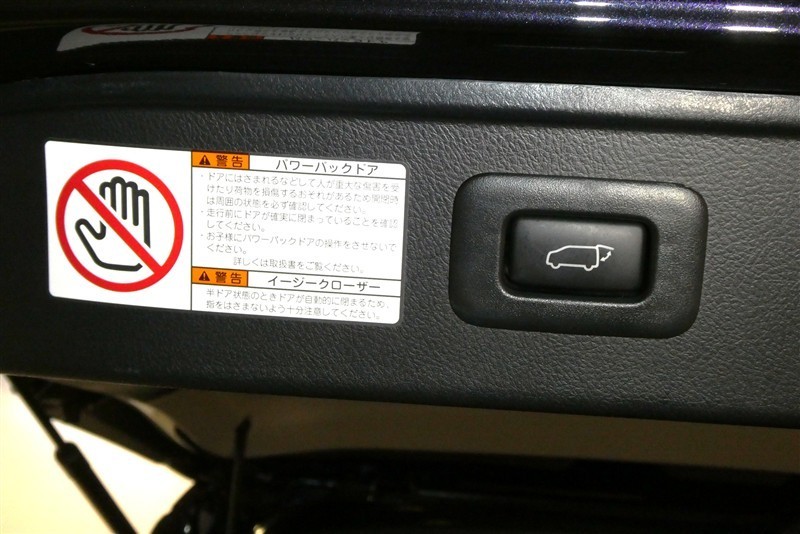 警告 パワーバックドア
・ドアにはさまれるなどして人が重大な傷害を受
けたり荷物を損傷するおそれがあるため開閉時
は周囲の状態を必ず確認してください。
・走行前にドアが確実に閉まっていることを確認
してください。
・お子様にパワーバックドアの操作をさせないで
ください。
詳しくは取扱書をご覧ください。
警告 イージークローザー
半ドア状態のときドアが自動的に閉まるため、
指をはさまないよう十分注意してください。